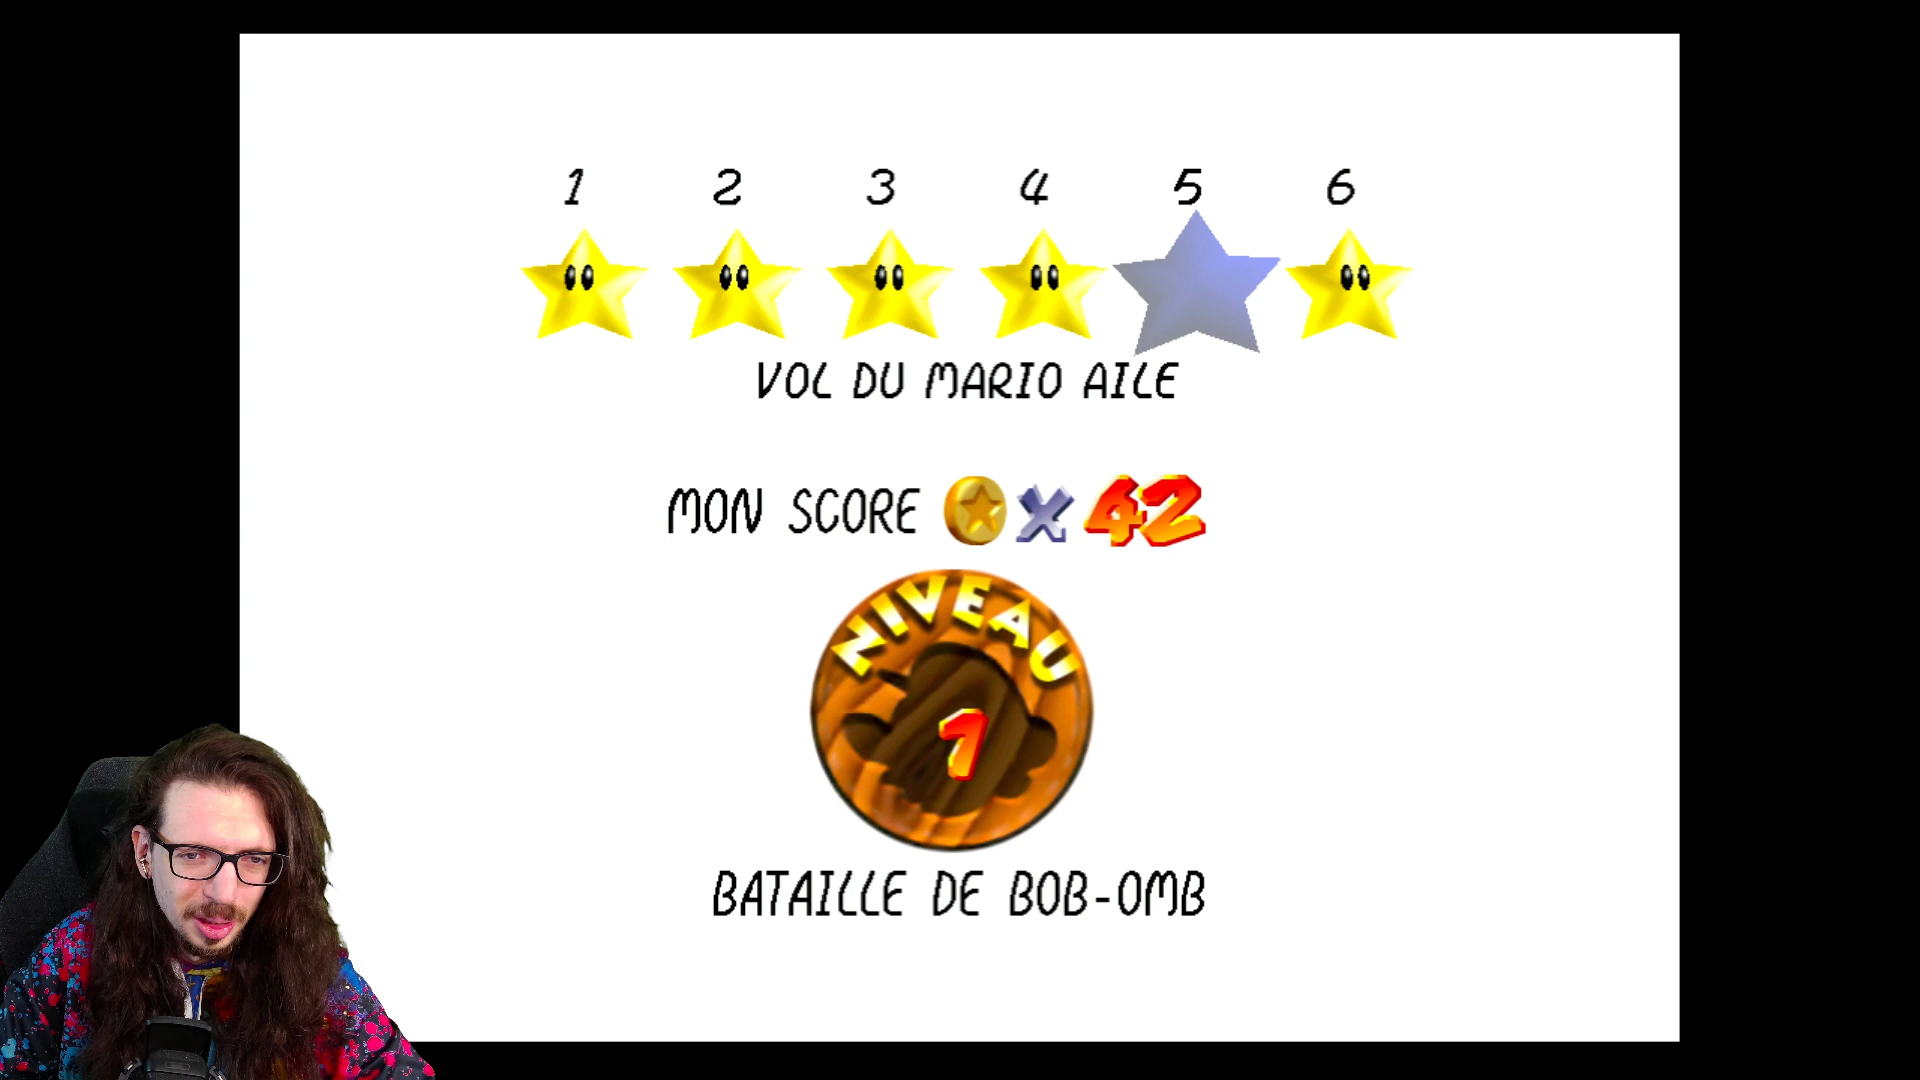 1 2 3 4 5 6
VOL DU MARIO AILE
MON SCORE x 42
NIVEAU
1
BATAILLE DE BOB-OMB